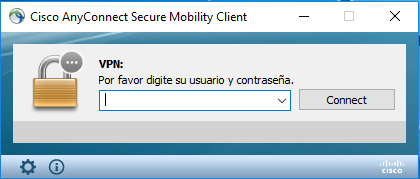 Cisco AnyConnect Secure Mobility Client
VPN:
Por favor digite su usuario y contraseña.
Connect
cisco